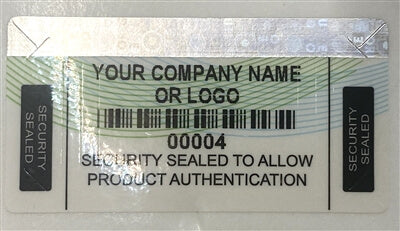 YOUR COMPANY NAME
OR LOGO
00004
SECURITY SEALED TO ALLOW
PRODUCT AUTHENTICATION
SECURITY
SEALED
SECURITY
SEALED